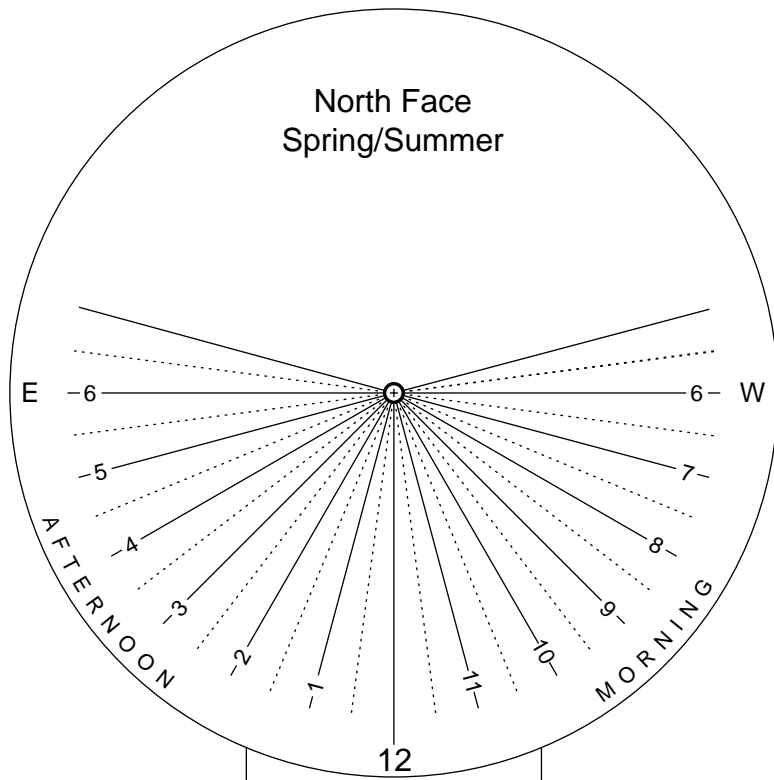 North Face
Spring/Summer
E
6
6
W
5
7
4
8
3
9
2
10
1
11
12
AFTERNOON
MORNING